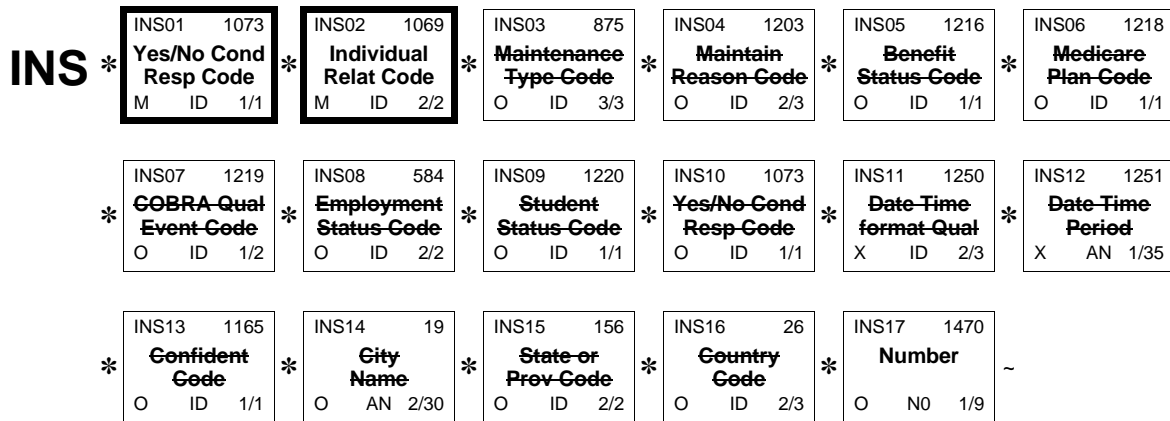 INS01 1073 INS02 1069 INS03 875 INS04 1203 INS05 1216 INS06 1218
INS * Yes/No Cond * Individual * Maintenance * Maintain * Benefit * Medicare
Resp Code Relat Code Type Code Reason Code Status Code Plan Code
M ID 1/1 M ID 2/2 O ID 3/3 O ID 2/3 O ID 1/1 O ID 1/1
INS07 1219 INS08 584 INS09 1220 INS10 1073 INS11 1250 INS12 1251
* COBRA Qual * Employment * Student * Yes/No Cond * Date Time * Date Time
Event Code Status Code Status Code Resp Code format Qual Period
O ID 1/2 O ID 2/2 O ID 1/1 O ID 1/1 X ID 2/3 X AN 1/35
INS13 1165 INS14 19 INS15 156 INS16 26 INS17 1470
* Confident * City * State or * Country * Number ~
Code Name Prov Code Code
O ID 1/1 O AN 2/30 O ID 2/2 O ID 2/3 O N0 1/9